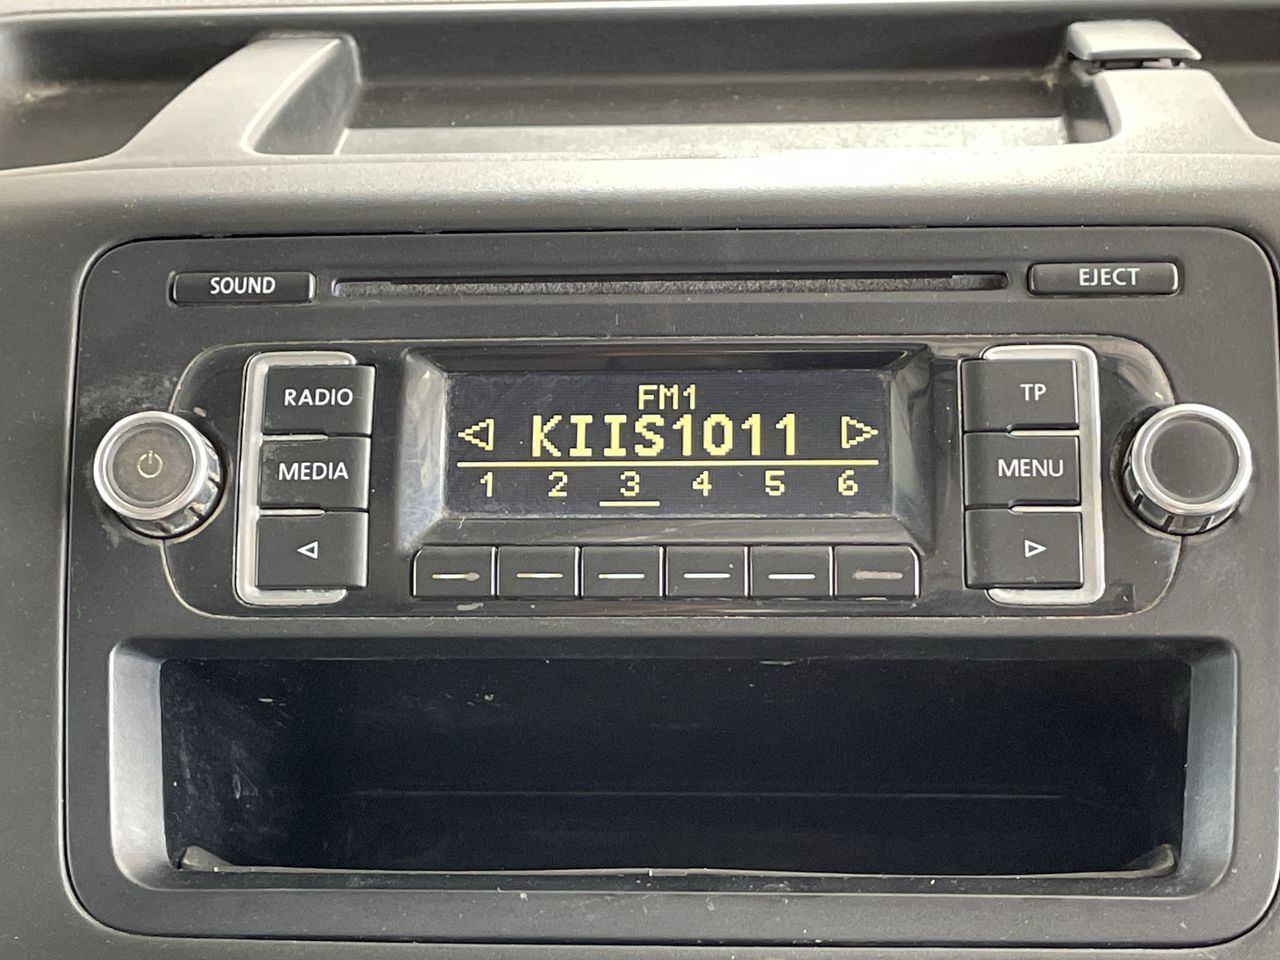 SOUND
EJECT
RADIO
MEDIA
FM1
KIIS1011
1 2 3 4 5 6
TP
MENU